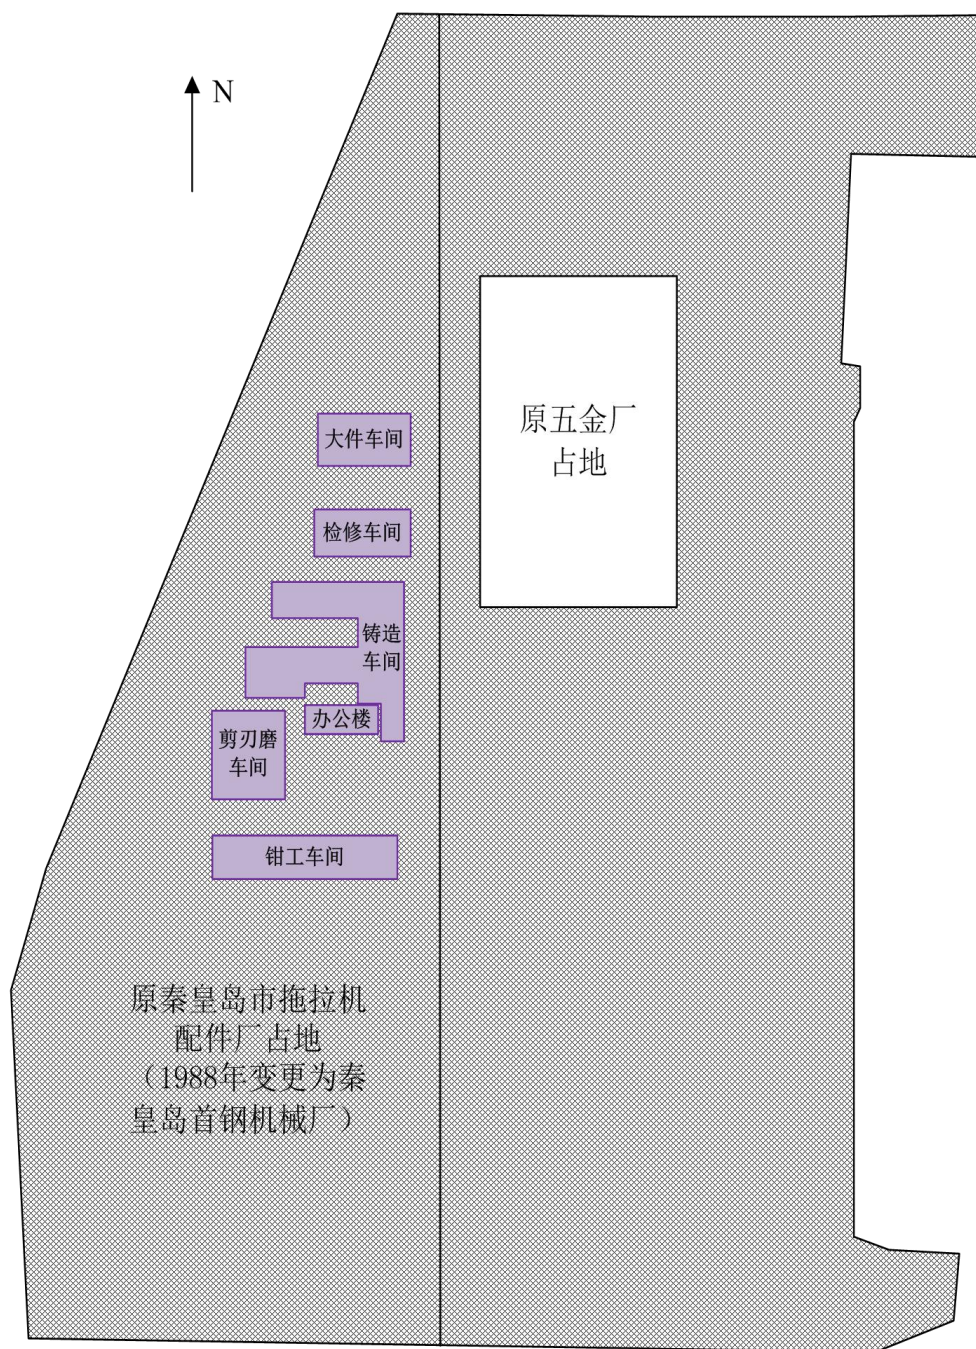 N
原五金厂
占地
大件车间
检修车间
铸造
车间
办公楼
剪刃磨
车间
钳工车间
原秦皇岛市拖拉机
配件厂占地
（1988年变更为秦
皇岛首钢机械厂）